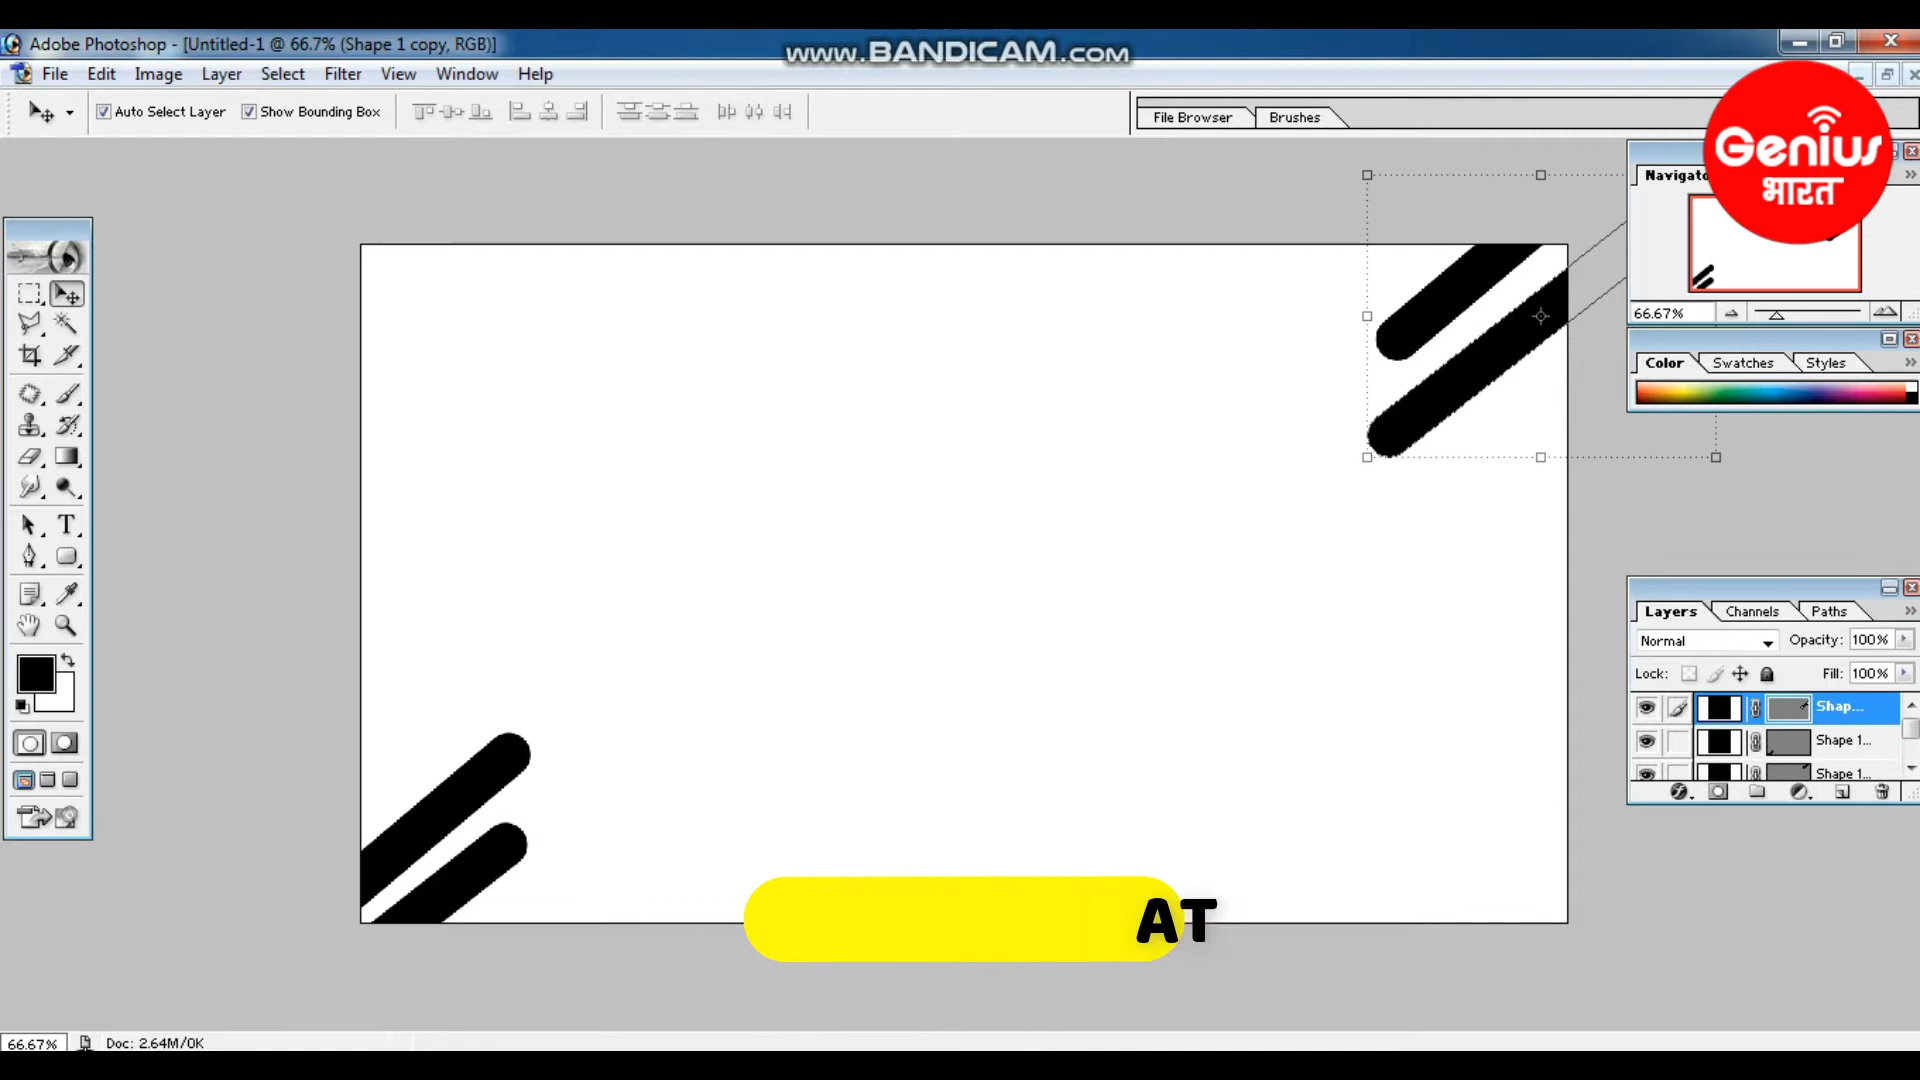 Adobe Photoshop - [Untitled-1 @ 66.7% (Shape 1 copy, RGB)]
www.BANDICAM.com
File Edit Image Layer Select Filter View Window Help
Auto Select Layer Show Bounding Box
File Browser Brushes
Genius
भारत
Navigato
66.67%
Color Swatches Styles
Layers Channels Paths
Normal Opacity: 100%
Lock: Fill: 100%
Shap...
Shape 1...
Shape 1...
T
AT
66.67% Doc: 2.64M/0K